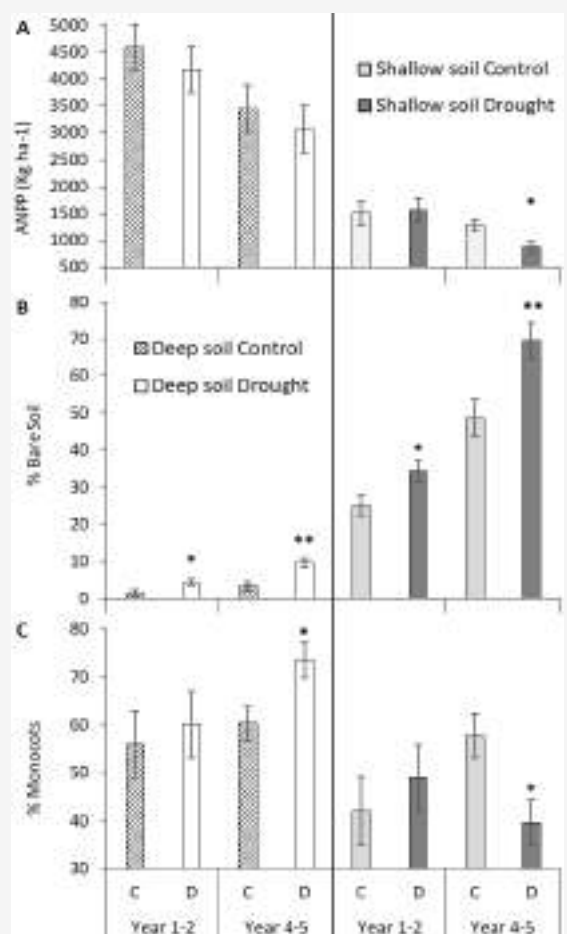 A
5000
4500
4000
3500
3000
2500
2000
1500
1000
500
ANPP (Kg ha-1)
Shallow soil Control
Shallow soil Drought
*
B
80
70
60
50
40
30
20
10
0
% Bare Soil
Deep soil Control
Deep soil Drought
*
**
*
**
C
80
70
60
50
40
30
% Monocots
*
*
C D C D C D C D
Year 1-2 Year 4-5 Year 1-2 Year 4-5